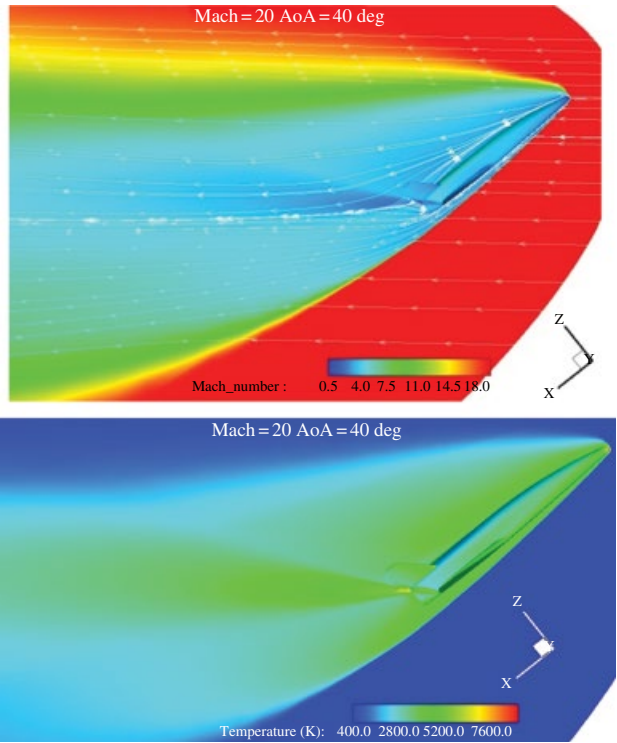 Mach = 20 AoA = 40 deg
Z
Y
X
Mach_number : 0.5 4.0 7.5 11.0 14.5 18.0
Mach = 20 AoA = 40 deg
Z
X
Temperature (K): 400.0 2800.0 5200.0 7600.0